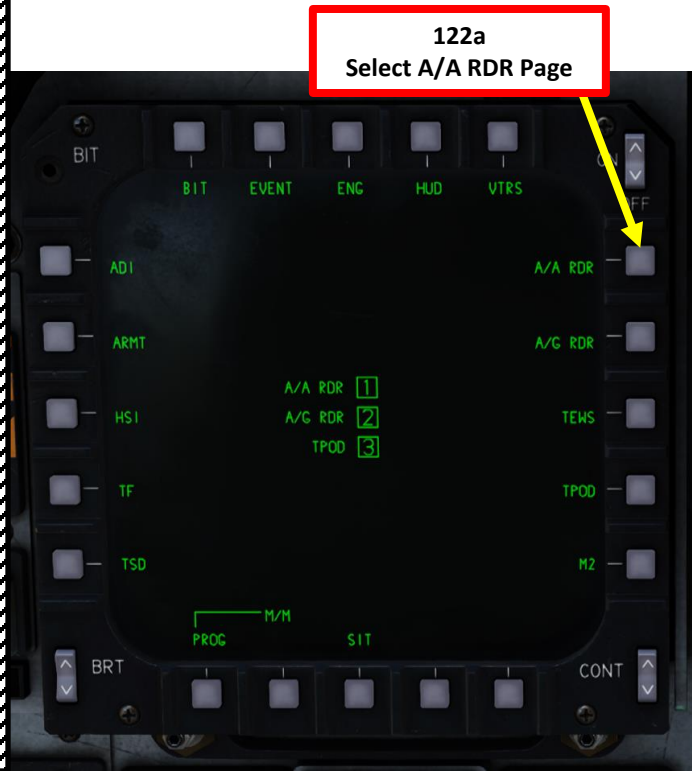 122a
Select A/A RDR Page
BIT
ON
OFF
BIT EVENT ENG HUD VTRS
ADI
A/A RDR
ARMT
A/G RDR
A/A RDR 1
HSI
A/G RDR 2
TEWS
TPOD 3
TF
TPOD
TSD
M2
M/M
PROG SIT
BRT
CONT